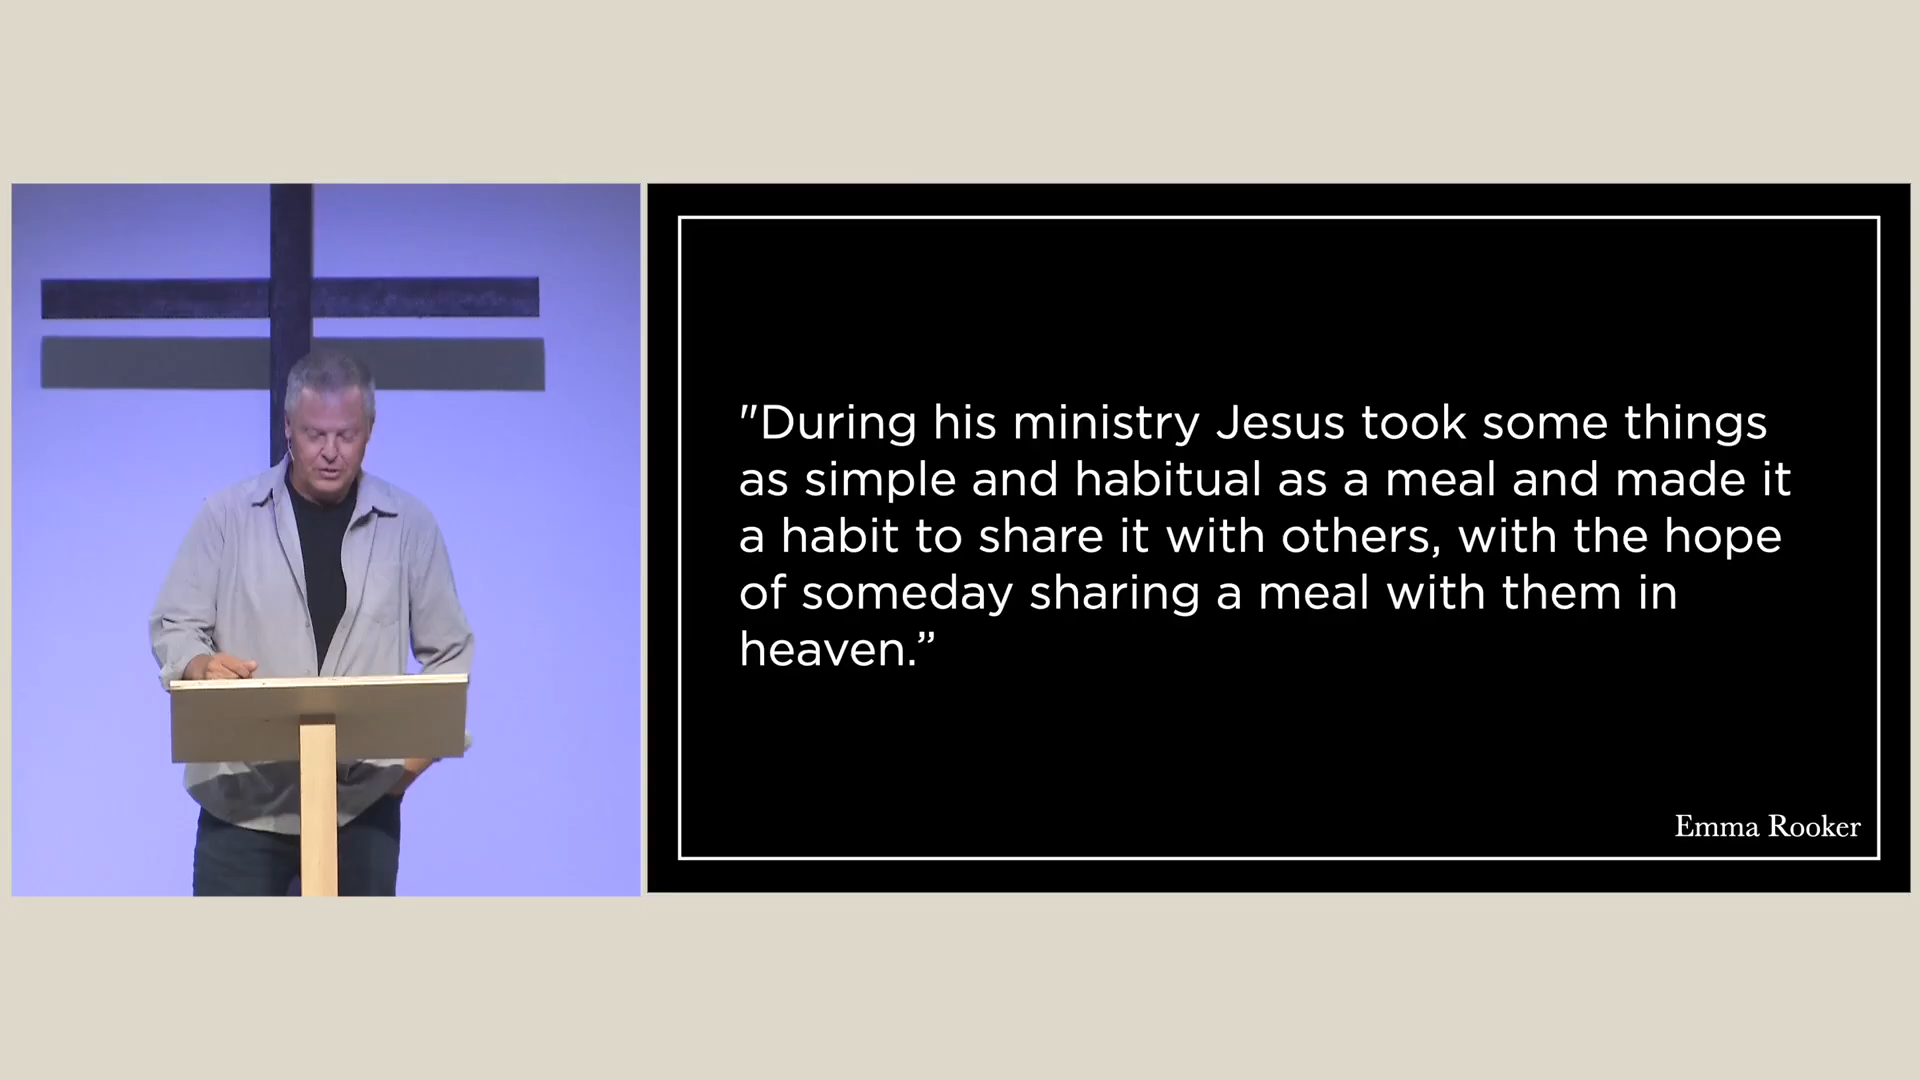 "During his ministry Jesus took some things
as simple and habitual as a meal and made it
a habit to share it with others, with the hope
of someday sharing a meal with them in
heaven.”
Emma Rooker